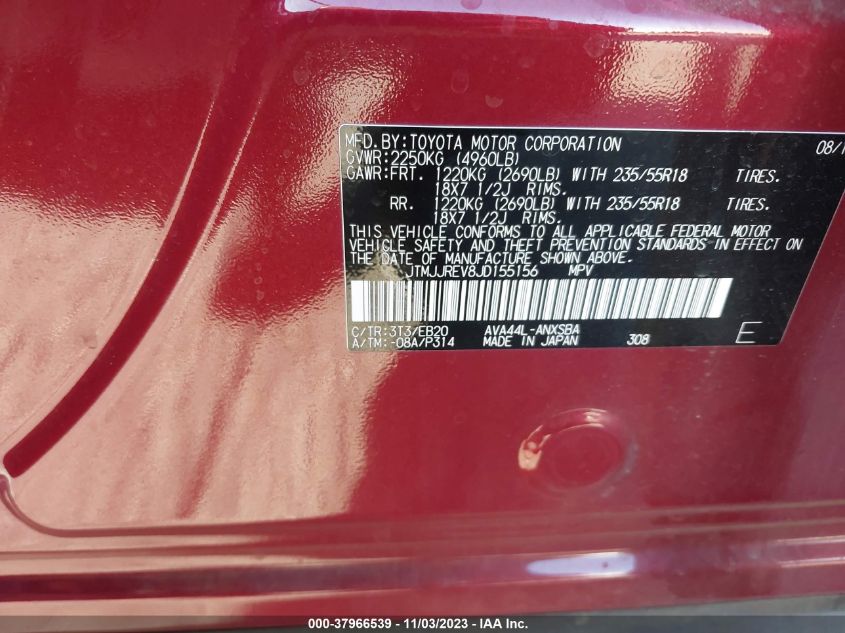 MFD.BY:TOYOTA MOTOR CORPORATION 08/1
GVWR:2250KG (4960LB)
GAWR:FRT. 1220KG (2690LB) WITH 235/55R18 TIRES.
18X7 1/2J RIMS.
RR. 1220KG (2690LB) WITH 235/55R18 TIRES.
18X7 1/2J RIMS.
THIS VEHICLE CONFORMS TO ALL APPLICABLE FEDERAL MOTOR
VEHICLE SAFETY AND THEFT PREVENTION STANDARDS IN EFFECT ON
THE DATE OF MANUFACTURE SHOWN ABOVE.
JTMJJREV8JD155156 MPV
C/TR:3T3/EB20 AVA44L-ANXSBA
A/TM:-08A/P314 MADE IN JAPAN 308 E
000-37966539 - 11/03/2023 - IAA Inc.